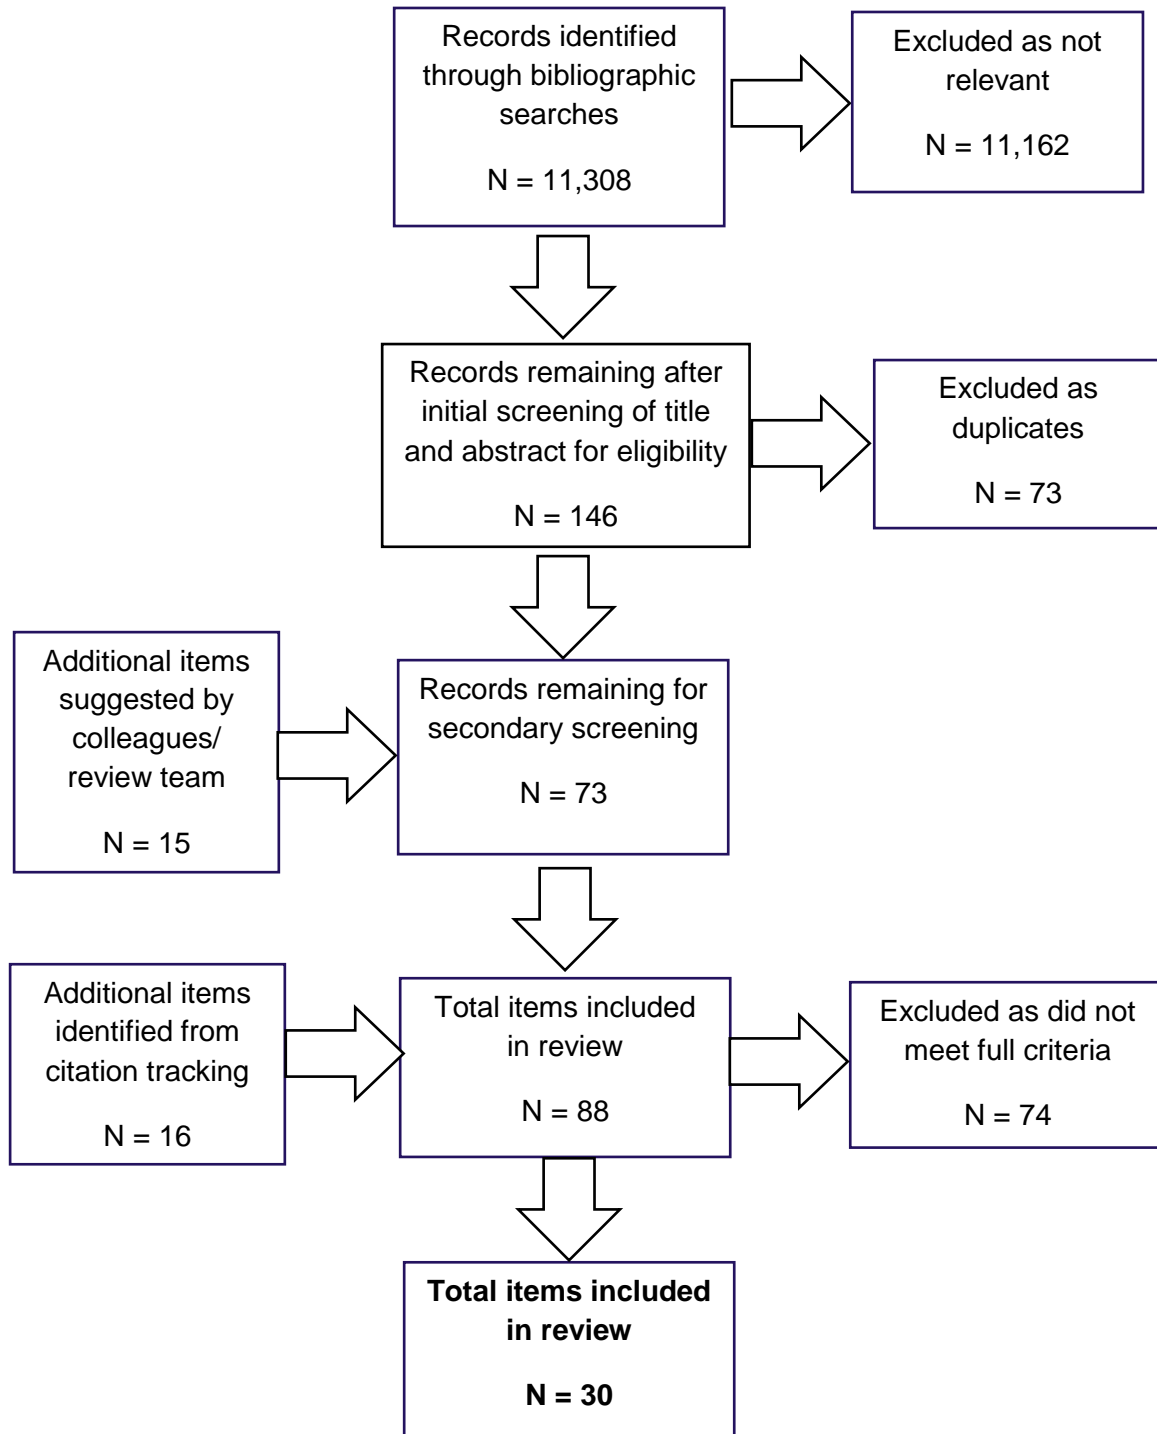 Records identified
through bibliographic
searches
N = 11,308
Excluded as not
relevant
N = 11,162
Records remaining after
initial screening of title
and abstract for eligibility
N = 146
Excluded as
duplicates
N = 73
Additional items
suggested by
colleagues/
review team
N = 15
Records remaining for
secondary screening
N = 73
Additional items
identified from
citation tracking
N = 16
Total items included
in review
N = 88
Excluded as did not
meet full criteria
N = 74
Total items included
in review
N = 30